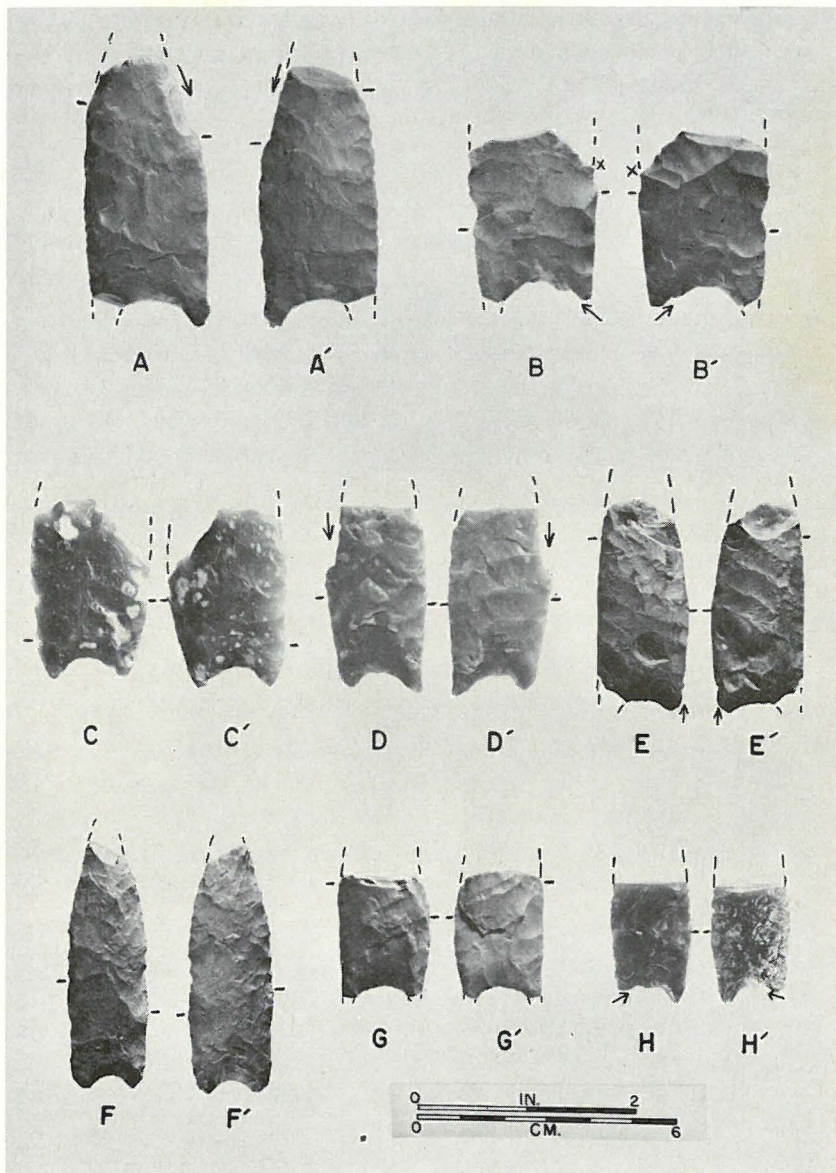 A A′ B B′
x x
C C′ D D′ E E′
F F′ G G′ H H′
0 IN. 2
0 CM. 6